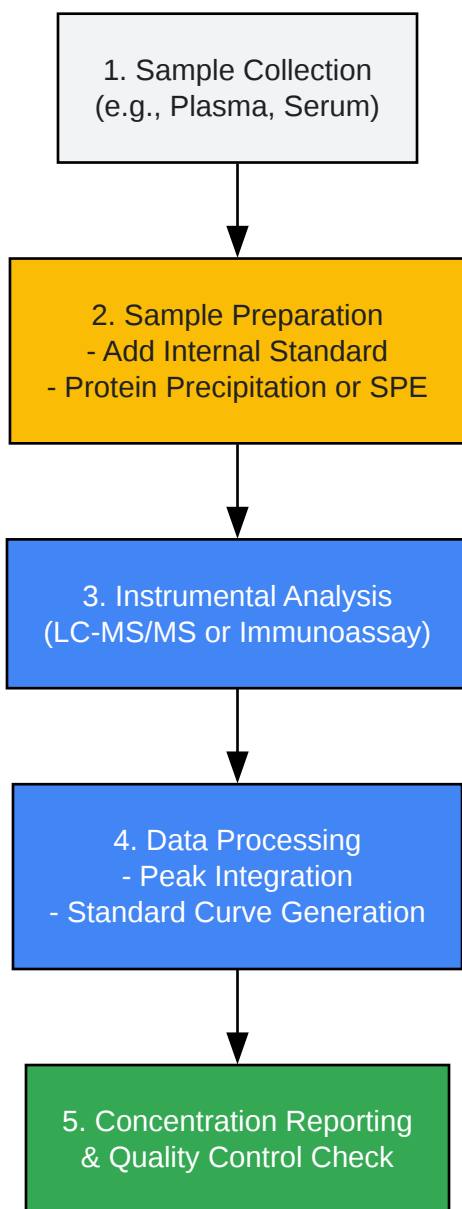 1. Sample Collection
(e.g., Plasma, Serum)
2. Sample Preparation
- Add Internal Standard
- Protein Precipitation or SPE
3. Instrumental Analysis
(LC-MS/MS or Immunoassay)
4. Data Processing
- Peak Integration
- Standard Curve Generation
5. Concentration Reporting
& Quality Control Check